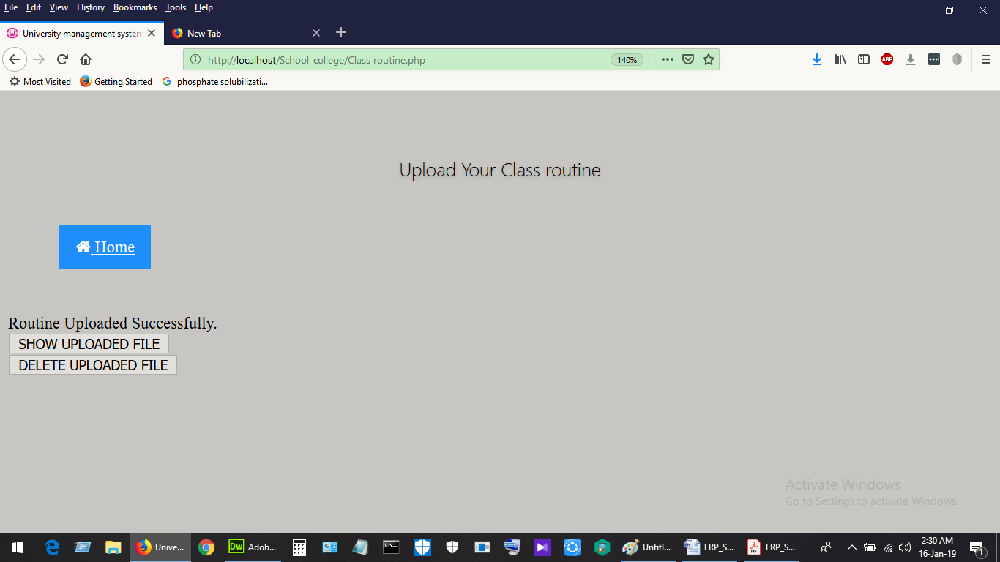 File Edit View History Bookmarks Tools Help
University management system
New Tab
http://localhost/School-college/Class routine.php
140%
ABP
Most Visited
Getting Started
phosphate solubilizati...
Upload Your Class routine
Home
Routine Uploaded Successfully.
SHOW UPLOADED FILE
DELETE UPLOADED FILE
Activate Windows
Go to Settings to activate Windows.
Unive...
Dw Adob...
Untitl...
ERP_S...
ERP_S...
2:30 AM
16-Jan-19
1